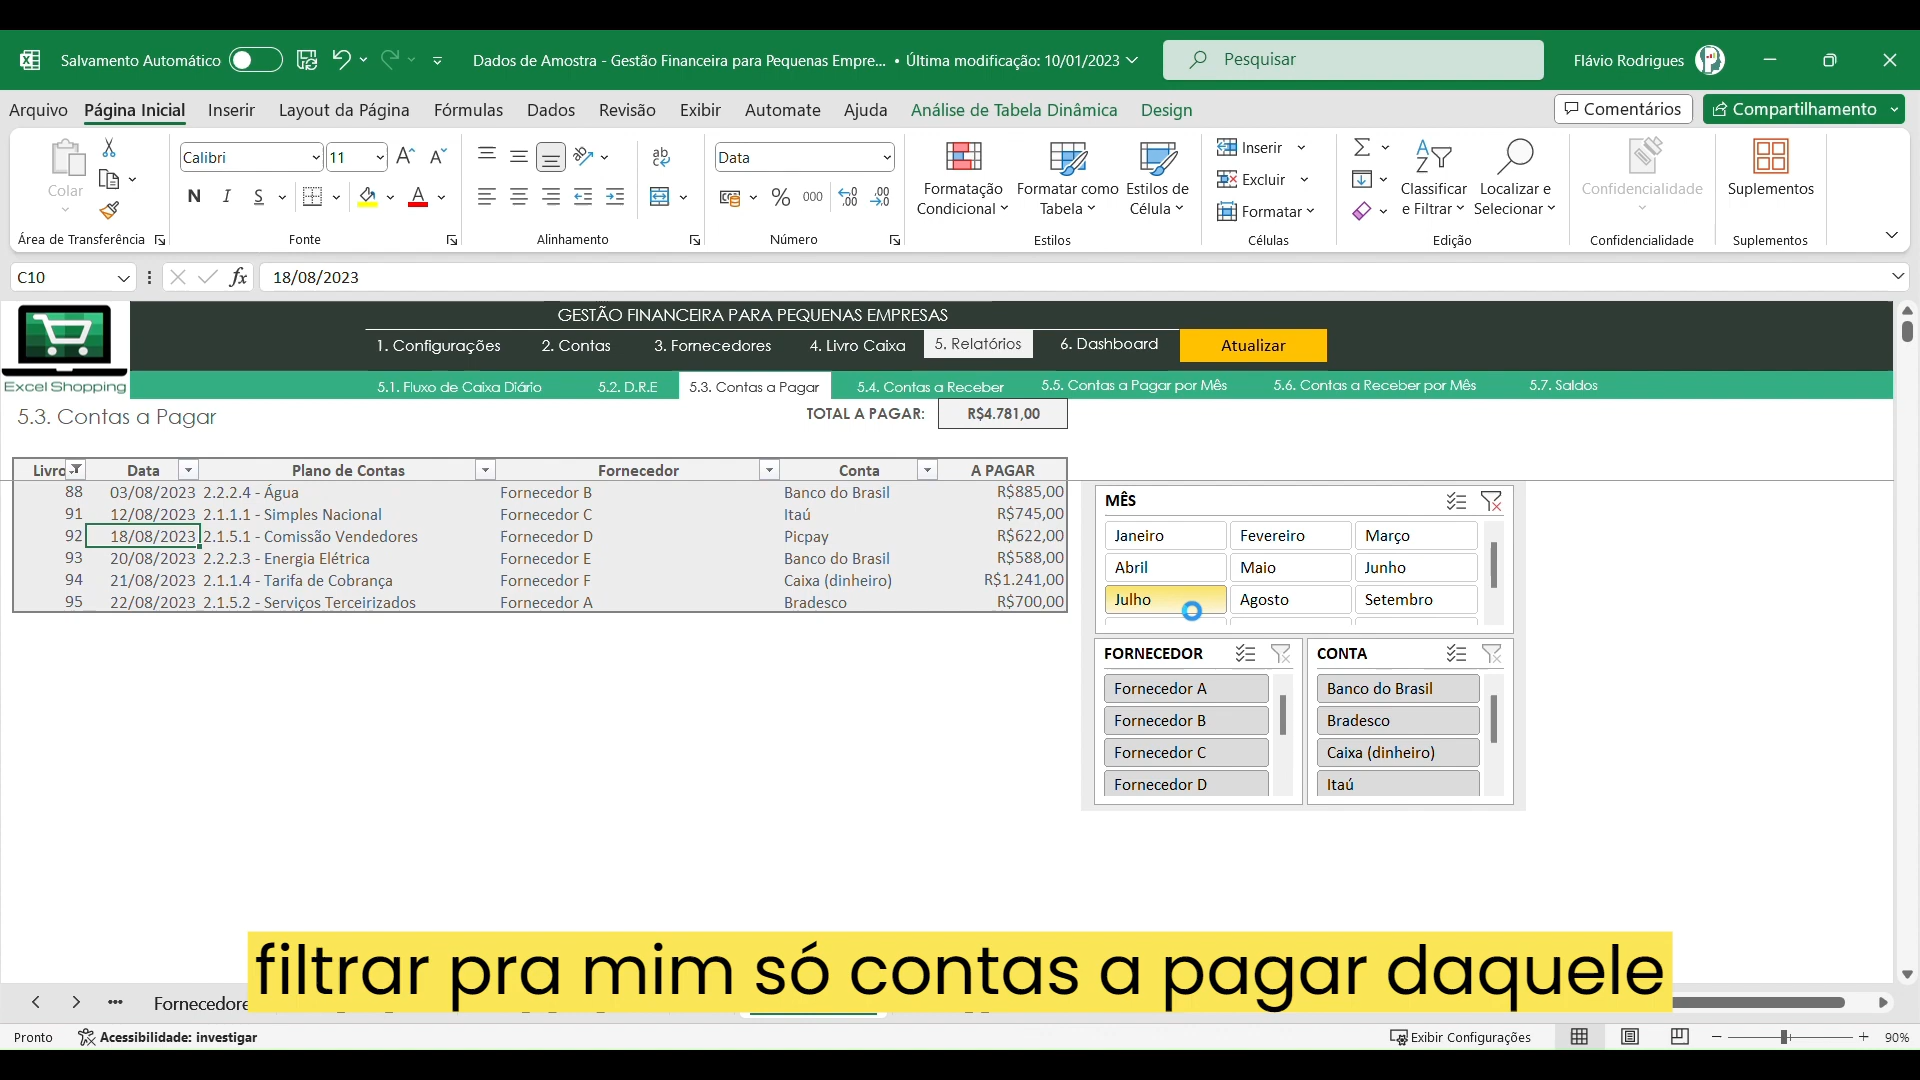 Salvamento Automático
Dados de Amostra - Gestão Financeira para Pequenas Empre... • Última modificação: 10/01/2023
Pesquisar
Flávio Rodrigues
Arquivo Página Inicial Inserir Layout da Página Fórmulas Dados Revisão Exibir Automate Ajuda Análise de Tabela Dinâmica Design
Comentários
Compartilhamento
Colar
Área de Transferência
Calibri 11
N I S
Fonte
Alinhamento
Data
% 000
Número
Formatação Condicional
Formatar como Tabela
Estilos de Célula
Estilos
Inserir
Excluir
Formatar
Células
Classificar e Filtrar
Localizar e Selecionar
Edição
Confidencialidade
Confidencialidade
Suplementos
Suplementos
C10
fx 18/08/2023
GESTÃO FINANCEIRA PARA PEQUENAS EMPRESAS
1. Configurações 2. Contas 3. Fornecedores 4. Livro Caixa 5. Relatórios 6. Dashboard Atualizar
Excel Shopping
5.1. Fluxo de Caixa Diário 5.2. D.R.E 5.3. Contas a Pagar 5.4. Contas a Receber 5.5. Contas a Pagar por Mês 5.6. Contas a Receber por Mês 5.7. Saldos
5.3. Contas a Pagar
TOTAL A PAGAR: R$4.781,00
Livro Data Plano de Contas Fornecedor Conta A PAGAR
88 03/08/2023 2.2.2.4 - Água Fornecedor B Banco do Brasil R$885,00
91 12/08/2023 2.1.1.1 - Simples Nacional Fornecedor C Itaú R$745,00
92 18/08/2023 2.1.5.1 - Comissão Vendedores Fornecedor D Picpay R$622,00
93 20/08/2023 2.2.2.3 - Energia Elétrica Fornecedor E Banco do Brasil R$588,00
94 21/08/2023 2.1.1.4 - Tarifa de Cobrança Fornecedor F Caixa (dinheiro) R$1.241,00
95 22/08/2023 2.1.5.2 - Serviços Terceirizados Fornecedor A Bradesco R$700,00
MÊS
Janeiro Fevereiro Março
Abril Maio Junho
Julho Agosto Setembro
FORNECEDOR
Fornecedor A
Fornecedor B
Fornecedor C
Fornecedor D
CONTA
Banco do Brasil
Bradesco
Caixa (dinheiro)
Itaú
filtrar pra mim só contas a pagar daquele
Pronto
Acessibilidade: investigar
Exibir Configurações
90%